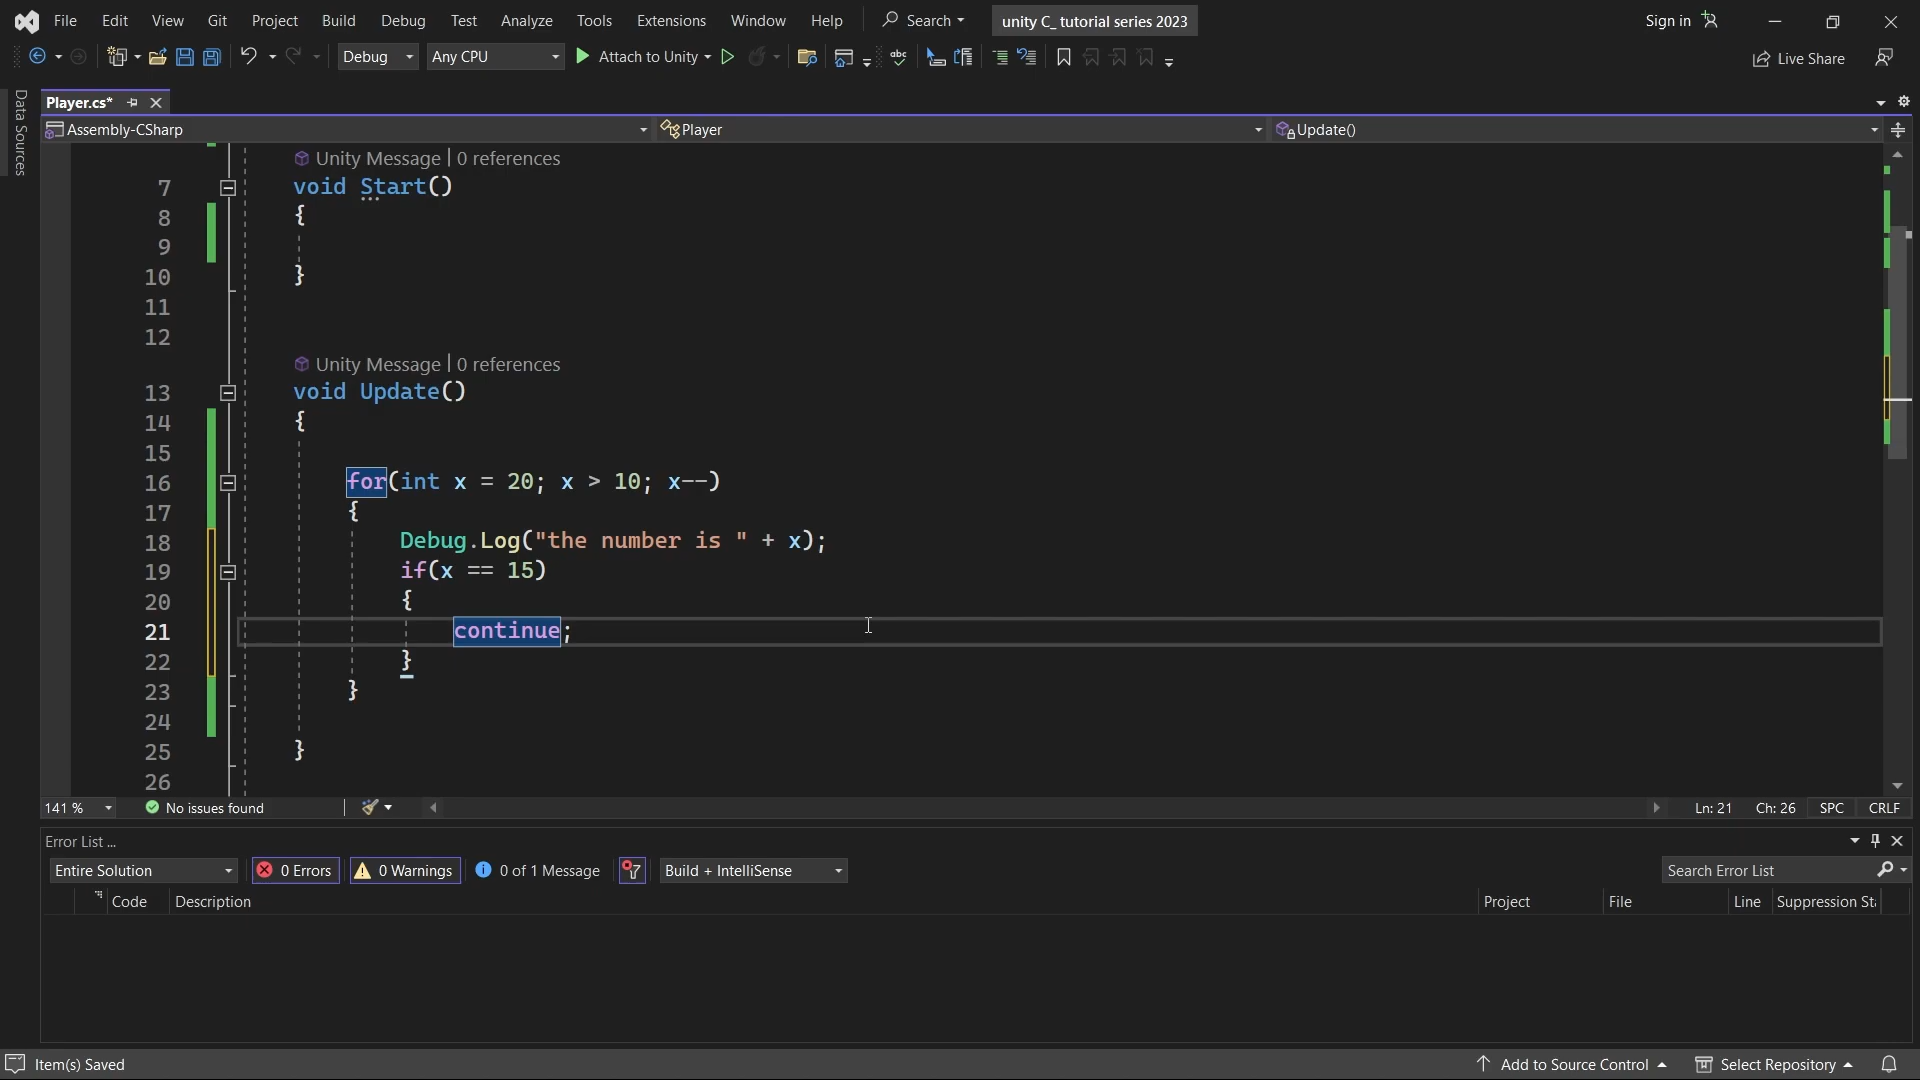 File Edit View Git Project Build Debug Test Analyze Tools Extensions Window Help Search unity C_ tutorial series 2023 Sign in
Debug Any CPU Attach to Unity abc Live Share
Data Sources
Player.cs*
Assembly-CSharp Player Update()
Unity Message | 0 references
7 void Start()
8 {
9
10 }
11
12
Unity Message | 0 references
13 void Update()
14 {
15
16 for(int x = 20; x > 10; x--)
17 {
18 Debug.Log("the number is " + x);
19 if(x == 15)
20 {
21 continue;
22 }
23 }
24
25 }
26
141 % No issues found Ln: 21 Ch: 26 SPC CRLF
Error List ...
Entire Solution 0 Errors 0 Warnings 0 of 1 Message Build + IntelliSense Search Error List
Code Description Project File Line Suppression St
Item(s) Saved Add to Source Control Select Repository